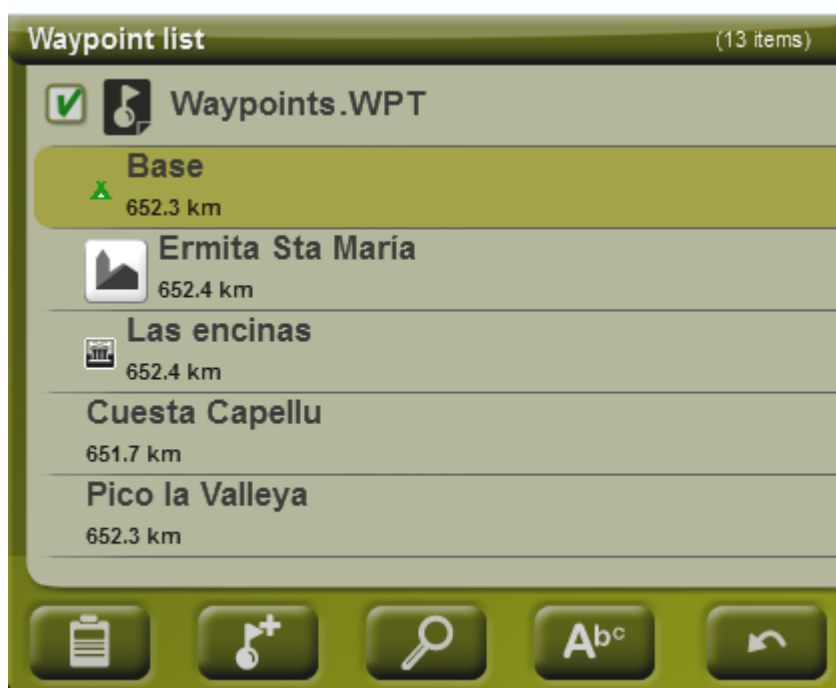 Waypoint list
(13 items)
Waypoints.WPT
Base
652.3 km
Ermita Sta María
652.4 km
Las encinas
652.4 km
Cuesta Capellu
651.7 km
Pico la Valleya
652.3 km
Abc